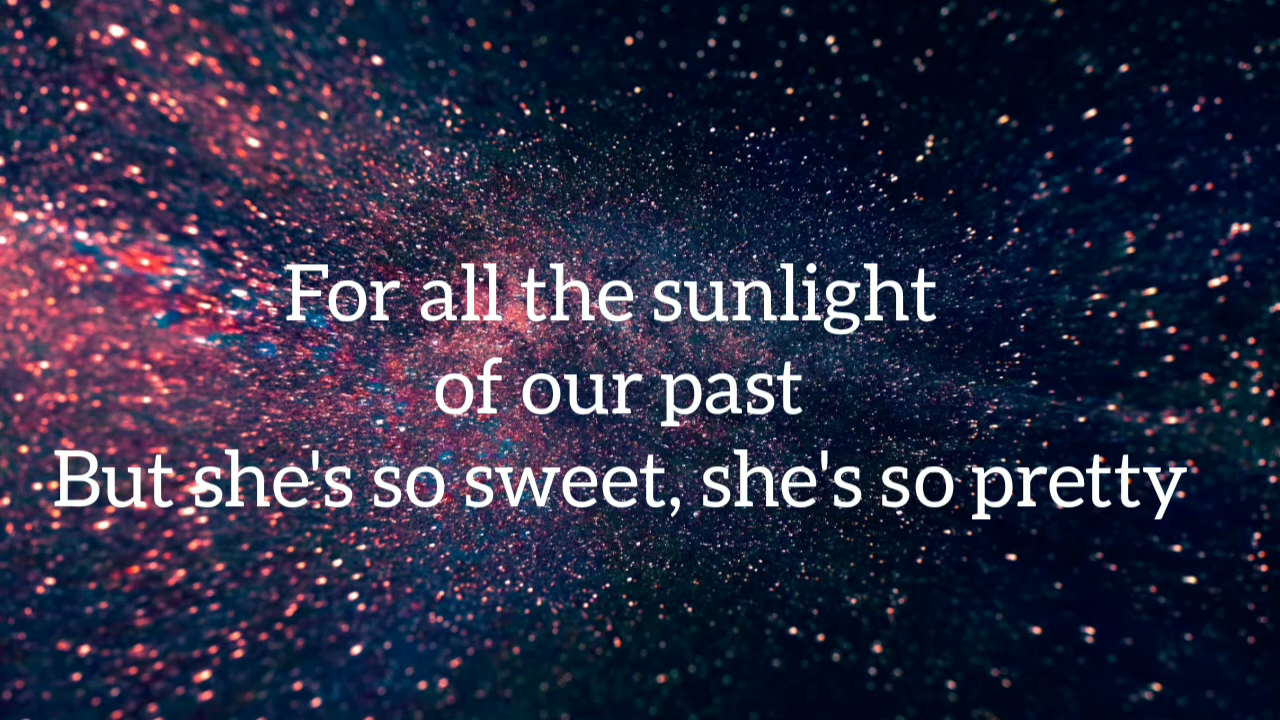 For all the sunlight
of our past
But she's so sweet, she's so pretty